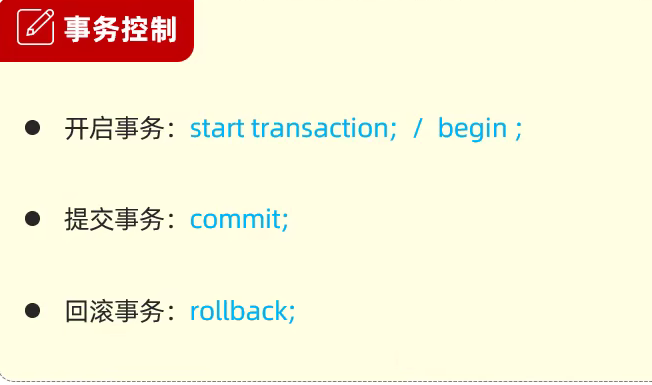 事务控制
● 开启事务：start transaction; / begin ;
● 提交事务：commit;
● 回滚事务：rollback;